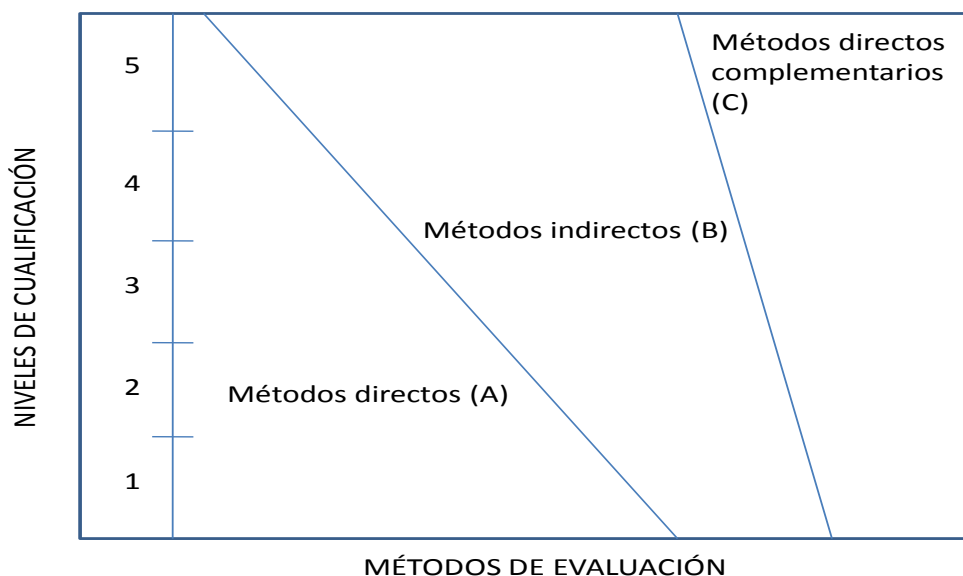 Métodos directos
complementarios
(C)
5
4
Métodos indirectos (B)
3
2
Métodos directos (A)
1
NIVELES DE CUALIFICACIÓN
MÉTODOS DE EVALUACIÓN